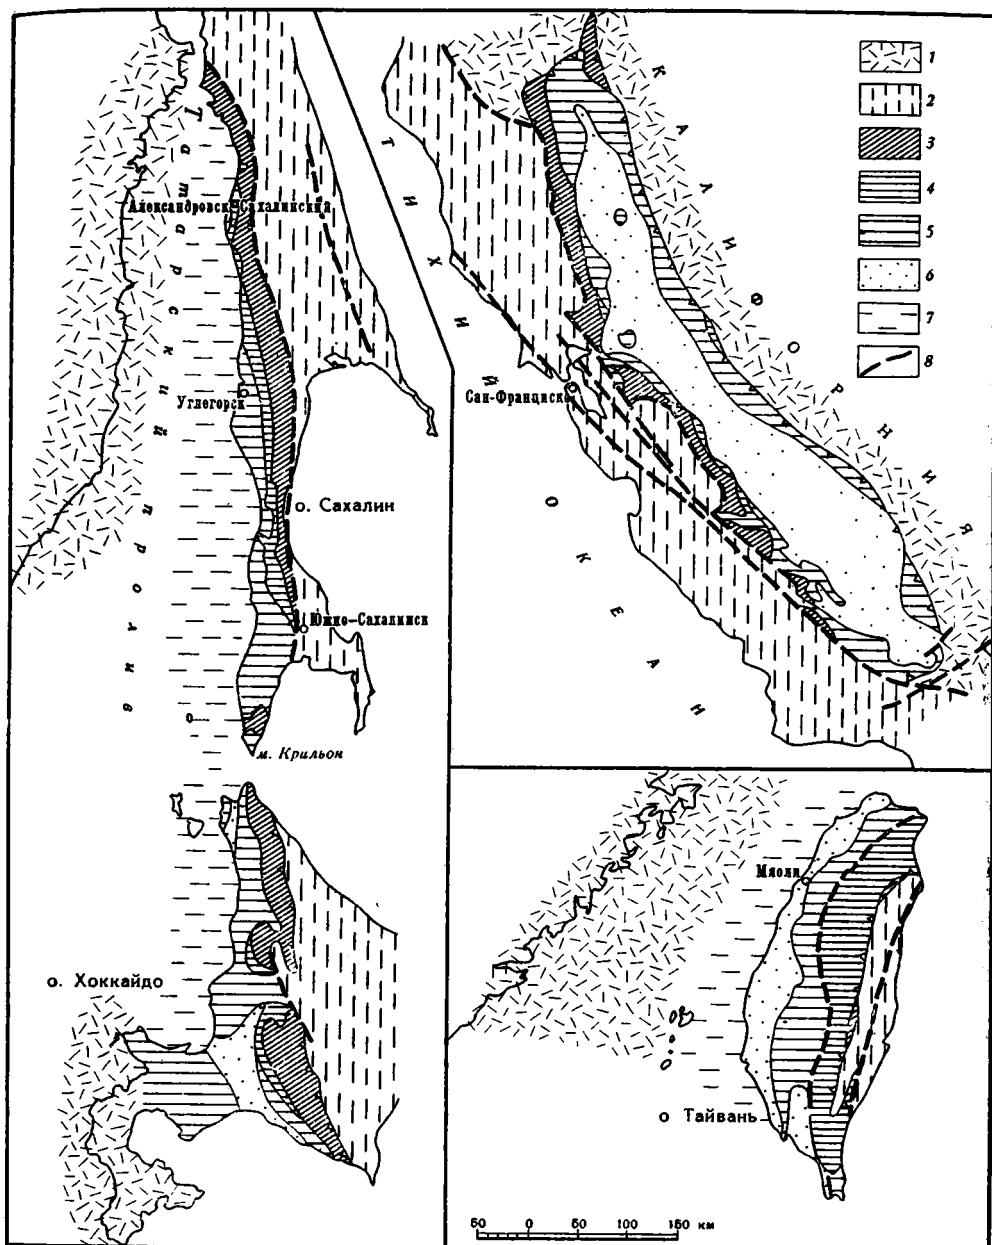 Татарский пролив
Александровск-Сахалинский
Углегорск
о. Сахалин
Южно-Сахалинск
м. Крильон
о. Хоккайдо
ТИХИЙ ОКЕАН
КАЛИФОРНИЯ
Сан-Франциско
1
2
3
4
5
6
7
8
Мяоли
о Тайвань
50 0 50 100 150 км